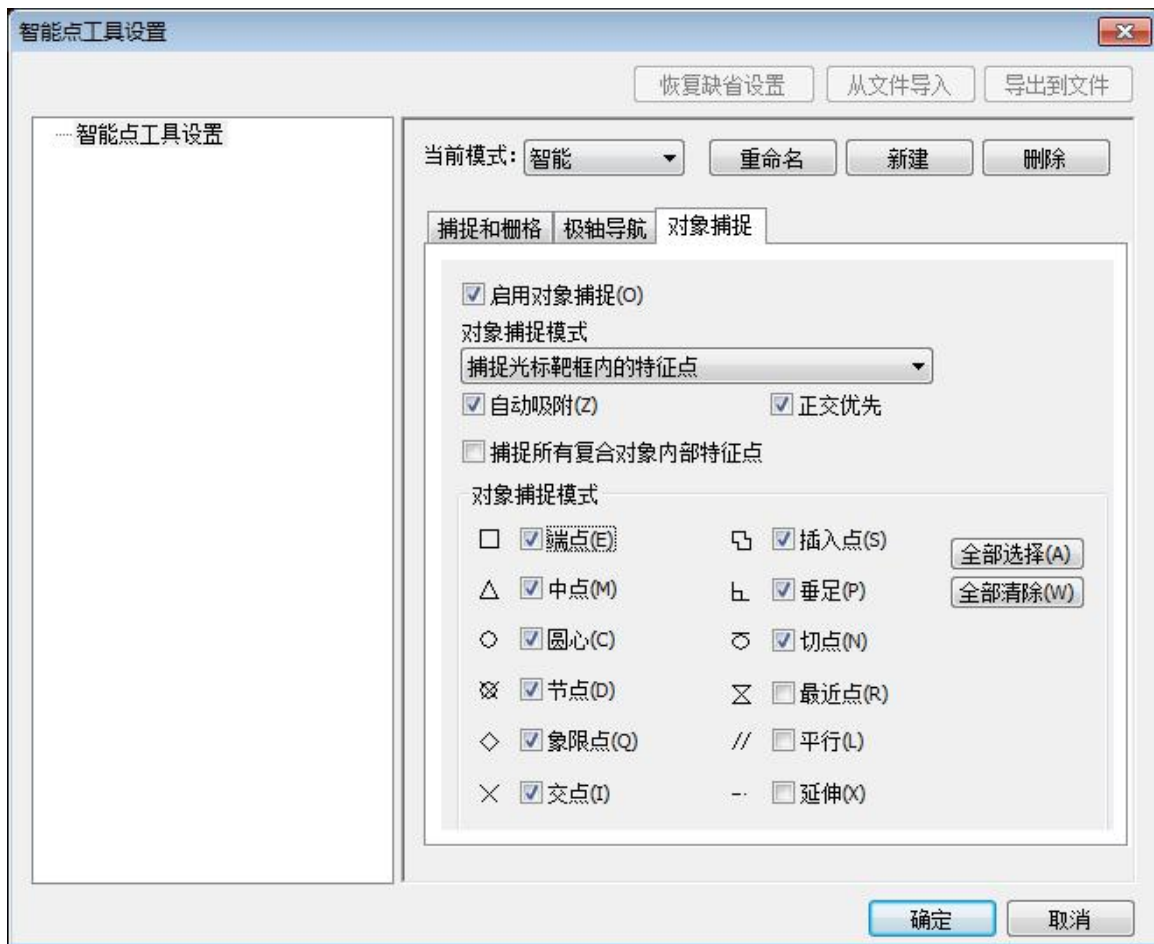 智能点工具设置
恢复缺省设置 从文件导入 导出到文件
智能点工具设置
当前模式: 智能 重命名 新建 删除
捕捉和栅格 极轴导航 对象捕捉
启用对象捕捉(O)
对象捕捉模式
捕捉光标靶框内的特征点
自动吸附(Z) 正交优先
捕捉所有复合对象内部特征点
对象捕捉模式
端点(E) 插入点(S) 全部选择(A)
中点(M) 垂足(P) 全部清除(W)
圆心(C) 切点(N)
节点(D) 最近点(R)
象限点(Q) 平行(L)
交点(I) 延伸(X)
确定 取消